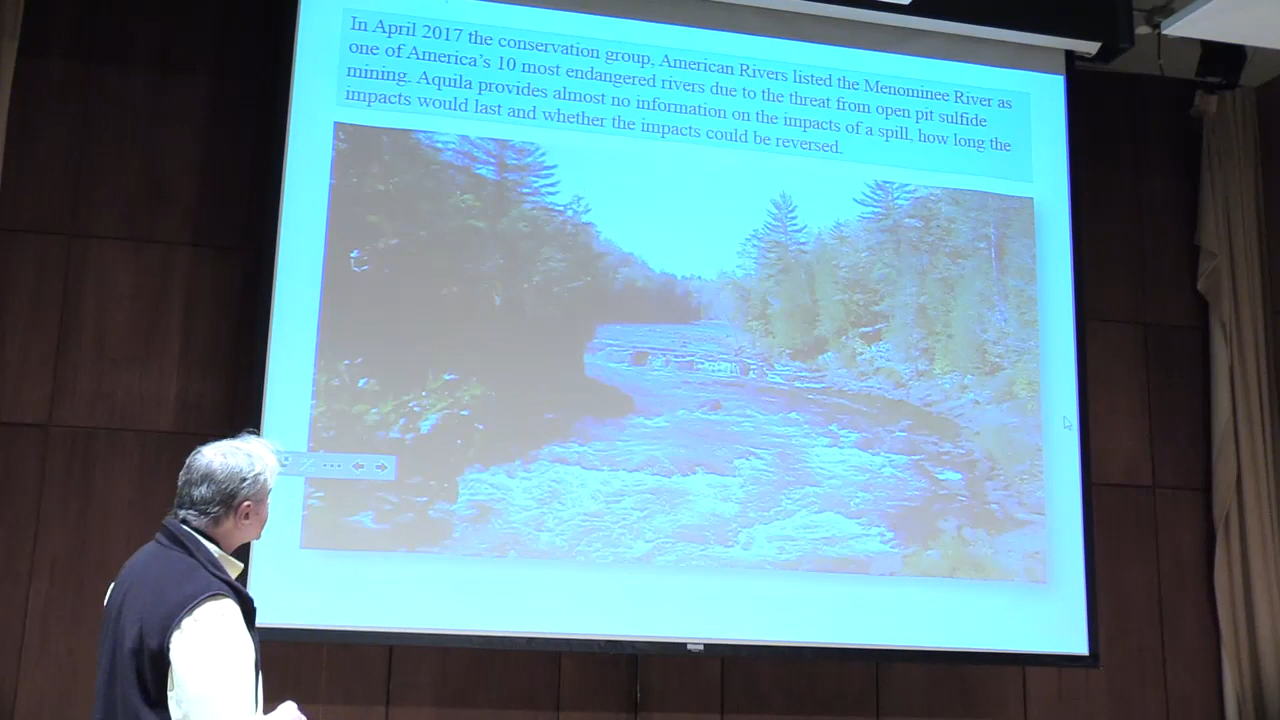 In April 2017 the conservation group, American Rivers listed the Menominee River as
one of America's 10 most endangered rivers due to the threat from open pit sulfide
mining. Aquila provides almost no information on the impacts of a spill, how long the
impacts would last and whether the impacts could be reversed.